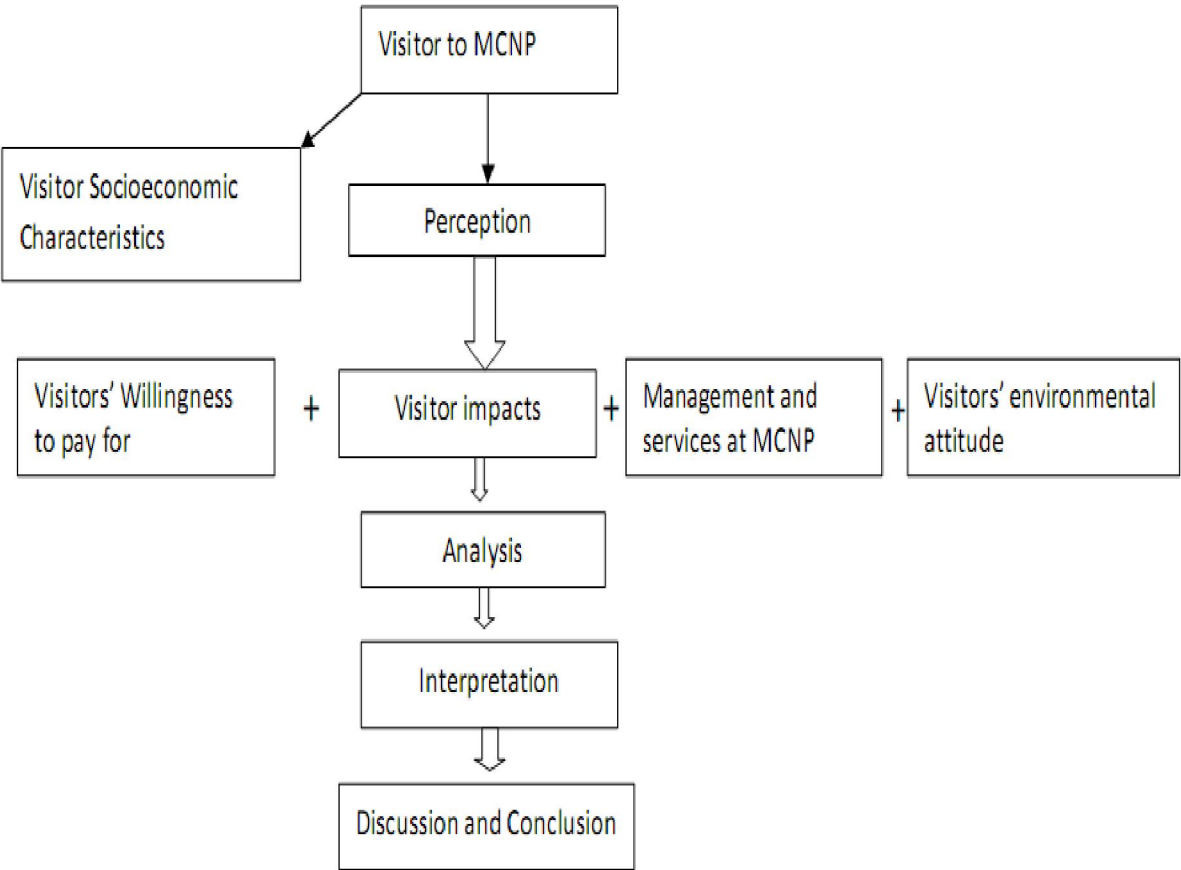 Visitor to MCNP
Visitor Socioeconomic
Characteristics
Perception
Visitors’ Willingness
to pay for
+
Visitor impacts
+
Management and
services at MCNP
+
Visitors’ environmental
attitude
Analysis
Interpretation
Discussion and Conclusion